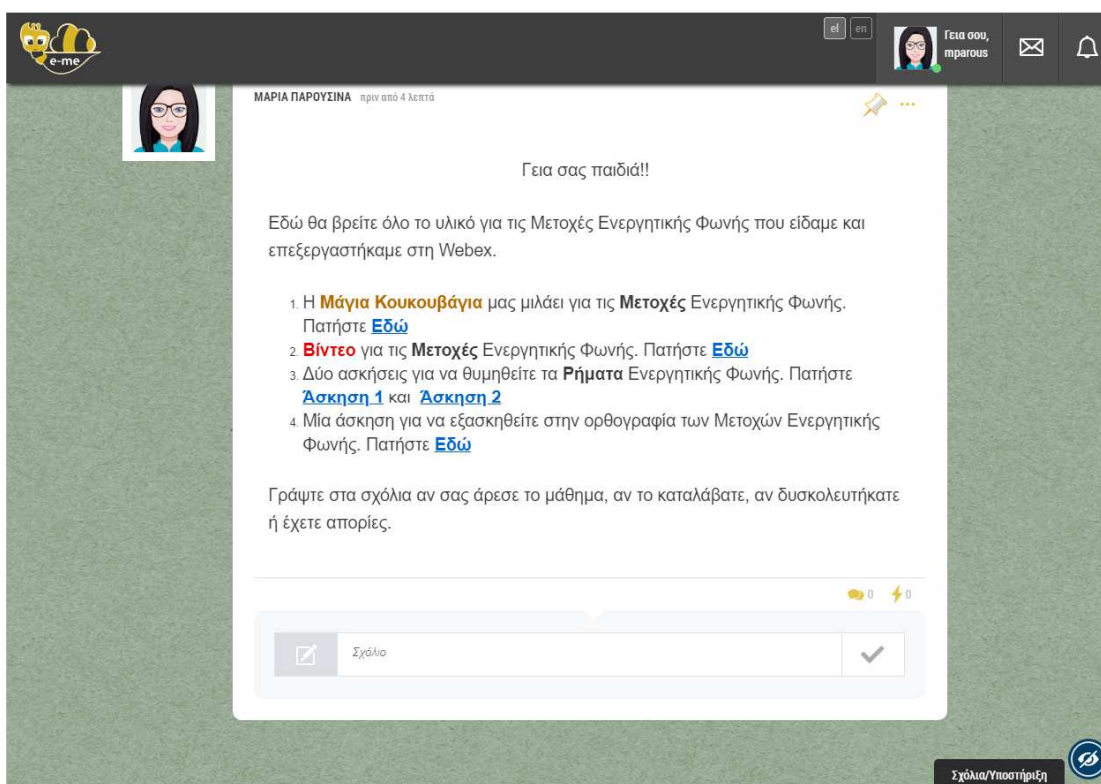 e-me
el en
Γεια σου,
mparous
ΜΑΡΙΑ ΠΑΡΟΥΣΙΝΑ πριν από 4 λεπτά
Γεια σας παιδιά!!
Εδώ θα βρείτε όλο το υλικό για τις Μετοχές Ενεργητικής Φωνής που είδαμε και
επεξεργαστήκαμε στη Webex.
1. Η Μάγια Κουκουβάγια μας μιλάει για τις Μετοχές Ενεργητικής Φωνής.
Πατήστε Εδώ
2. Βίντεο για τις Μετοχές Ενεργητικής Φωνής. Πατήστε Εδώ
3. Δύο ασκήσεις για να θυμηθείτε τα Ρήματα Ενεργητικής Φωνής. Πατήστε
Άσκηση 1 και Άσκηση 2
4. Μία άσκηση για να εξασκηθείτε στην ορθογραφία των Μετοχών Ενεργητικής
Φωνής. Πατήστε Εδώ
Γράψτε στα σχόλια αν σας άρεσε το μάθημα, αν το καταλάβατε, αν δυσκολευτήκατε
ή έχετε απορίες.
0 0
Σχόλιο
Σχόλια/Υποστήριξη